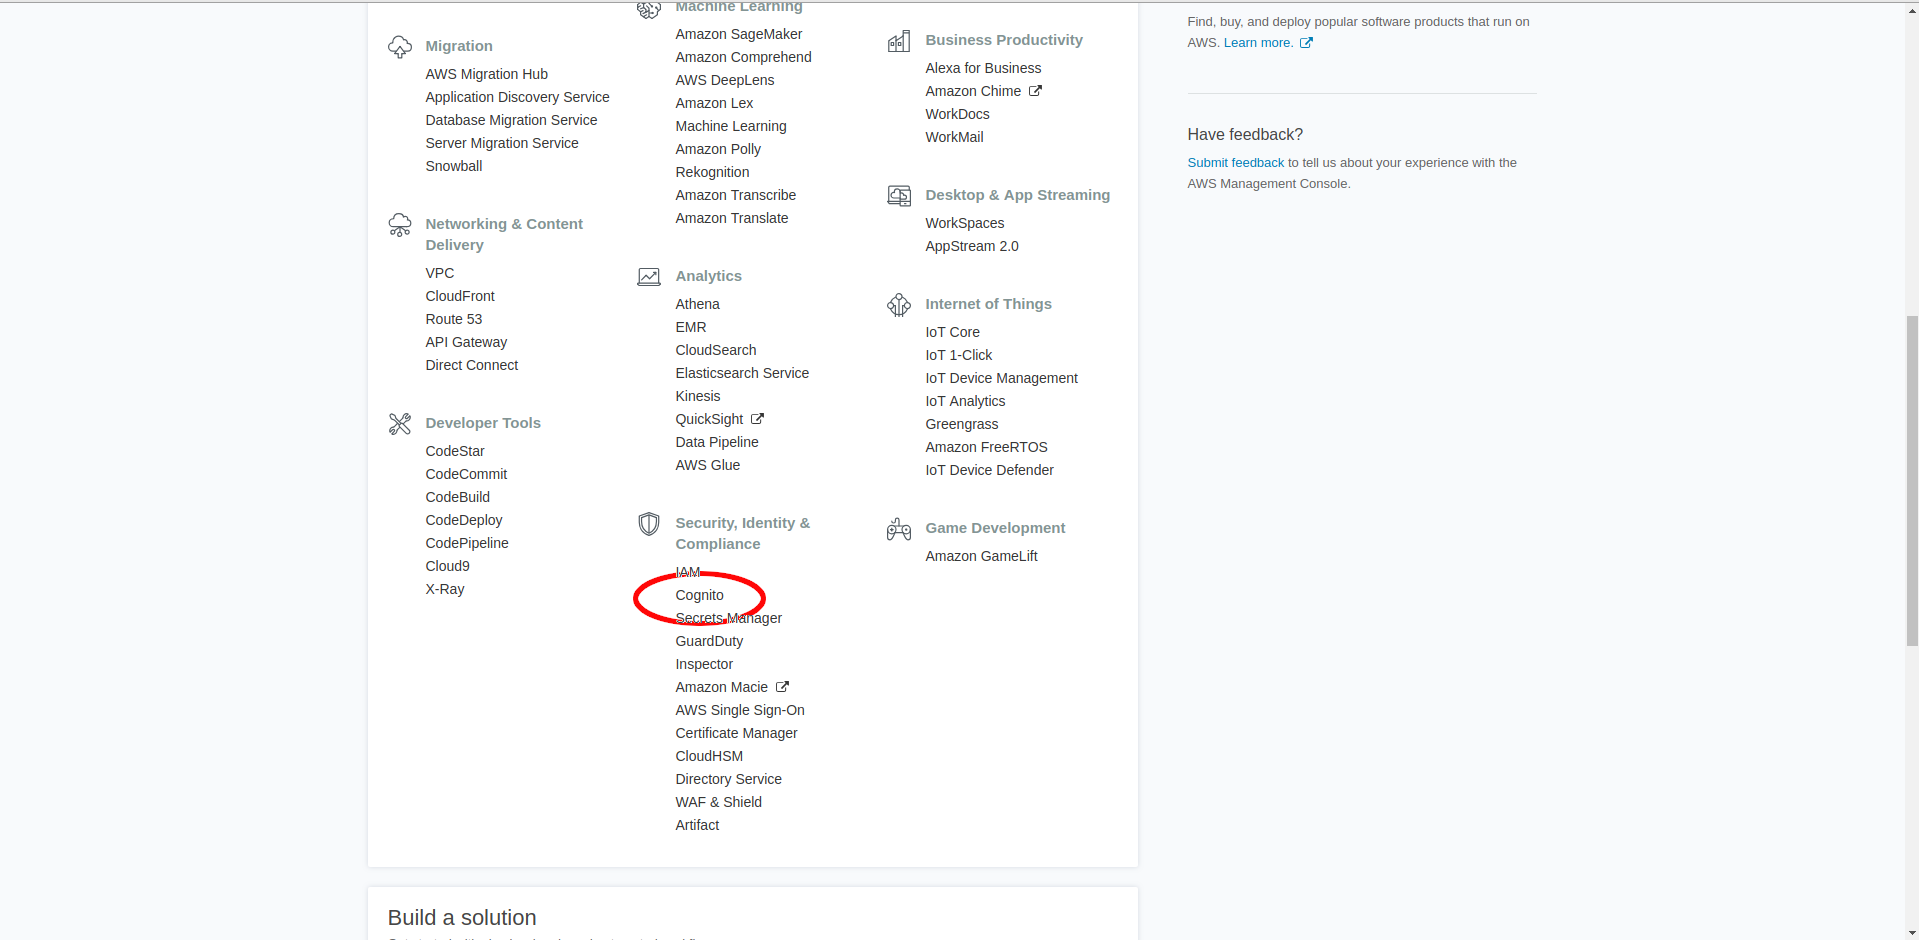 Migration
AWS Migration Hub
Application Discovery Service
Database Migration Service
Server Migration Service
Snowball
Networking & Content
Delivery
VPC
CloudFront
Route 53
API Gateway
Direct Connect
Developer Tools
CodeStar
CodeCommit
CodeBuild
CodeDeploy
CodePipeline
Cloud9
X-Ray
Machine Learning
Amazon SageMaker
Amazon Comprehend
AWS DeepLens
Amazon Lex
Machine Learning
Amazon Polly
Rekognition
Amazon Transcribe
Amazon Translate
Analytics
Athena
EMR
CloudSearch
Elasticsearch Service
Kinesis
QuickSight
Data Pipeline
AWS Glue
Security, Identity &
Compliance
IAM
Cognito
Secrets Manager
GuardDuty
Inspector
Amazon Macie
AWS Single Sign-On
Certificate Manager
CloudHSM
Directory Service
WAF & Shield
Artifact
Business Productivity
Alexa for Business
Amazon Chime
WorkDocs
WorkMail
Desktop & App Streaming
WorkSpaces
AppStream 2.0
Internet of Things
IoT Core
IoT 1-Click
IoT Device Management
IoT Analytics
Greengrass
Amazon FreeRTOS
IoT Device Defender
Game Development
Amazon GameLift
Find, buy, and deploy popular software products that run on
AWS. Learn more.
Have feedback?
Submit feedback to tell us about your experience with the
AWS Management Console.
Build a solution